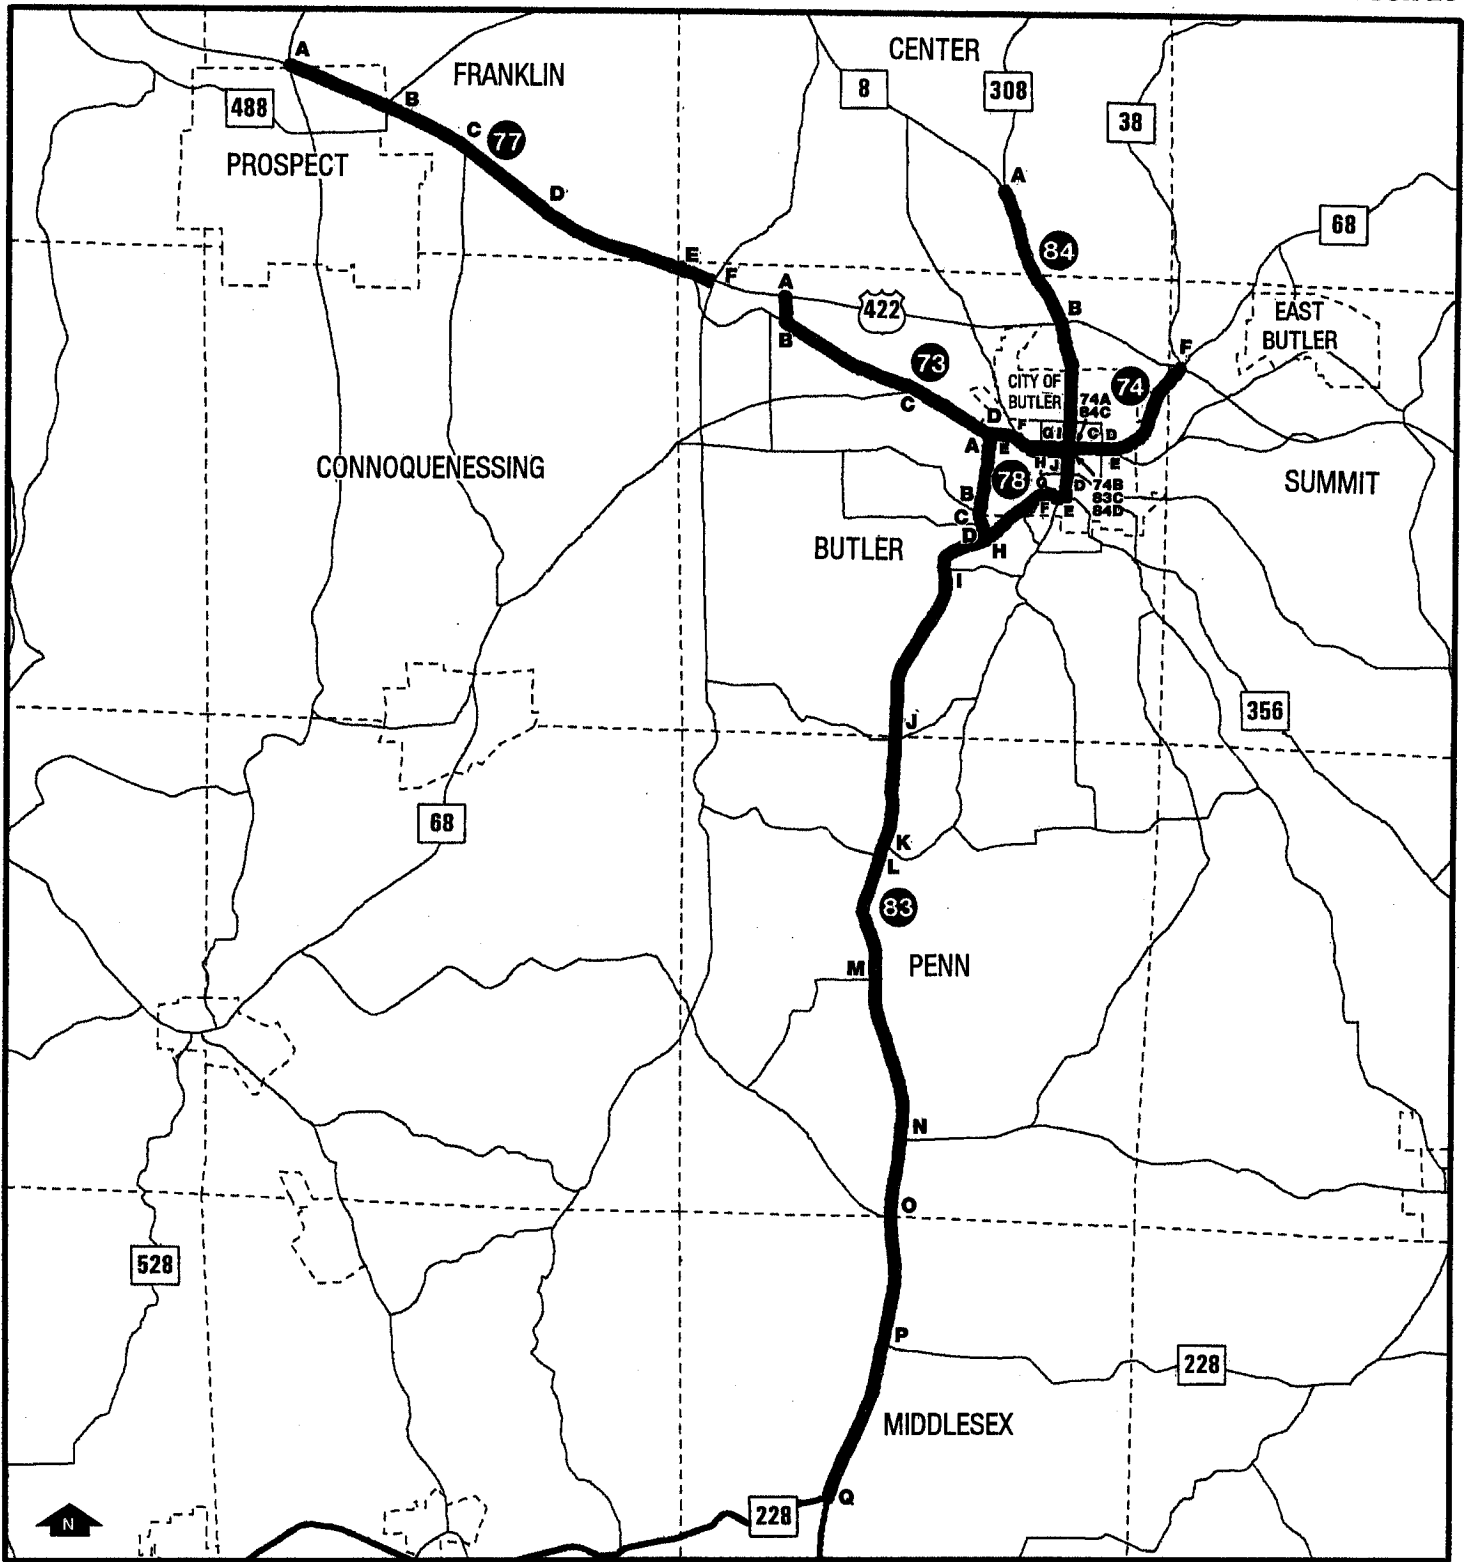 A
FRANKLIN
CENTER
8
308
488
B
38
C
77
PROSPECT
A
D
68
84
E
F
A
422
B
EAST
BUTLER
B
73
F
CITY OF
BUTLER
74
C
74A
84C
D
F
G
I
C
D
A
E
H
J
E
CONNOQUENESSING
78
G
D
74B
SUMMIT
B
83C
F
E
84D
C
D
BUTLER
H
I
356
J
68
K
L
83
M
PENN
N
O
528
P
228
MIDDLESEX
Q
228
N